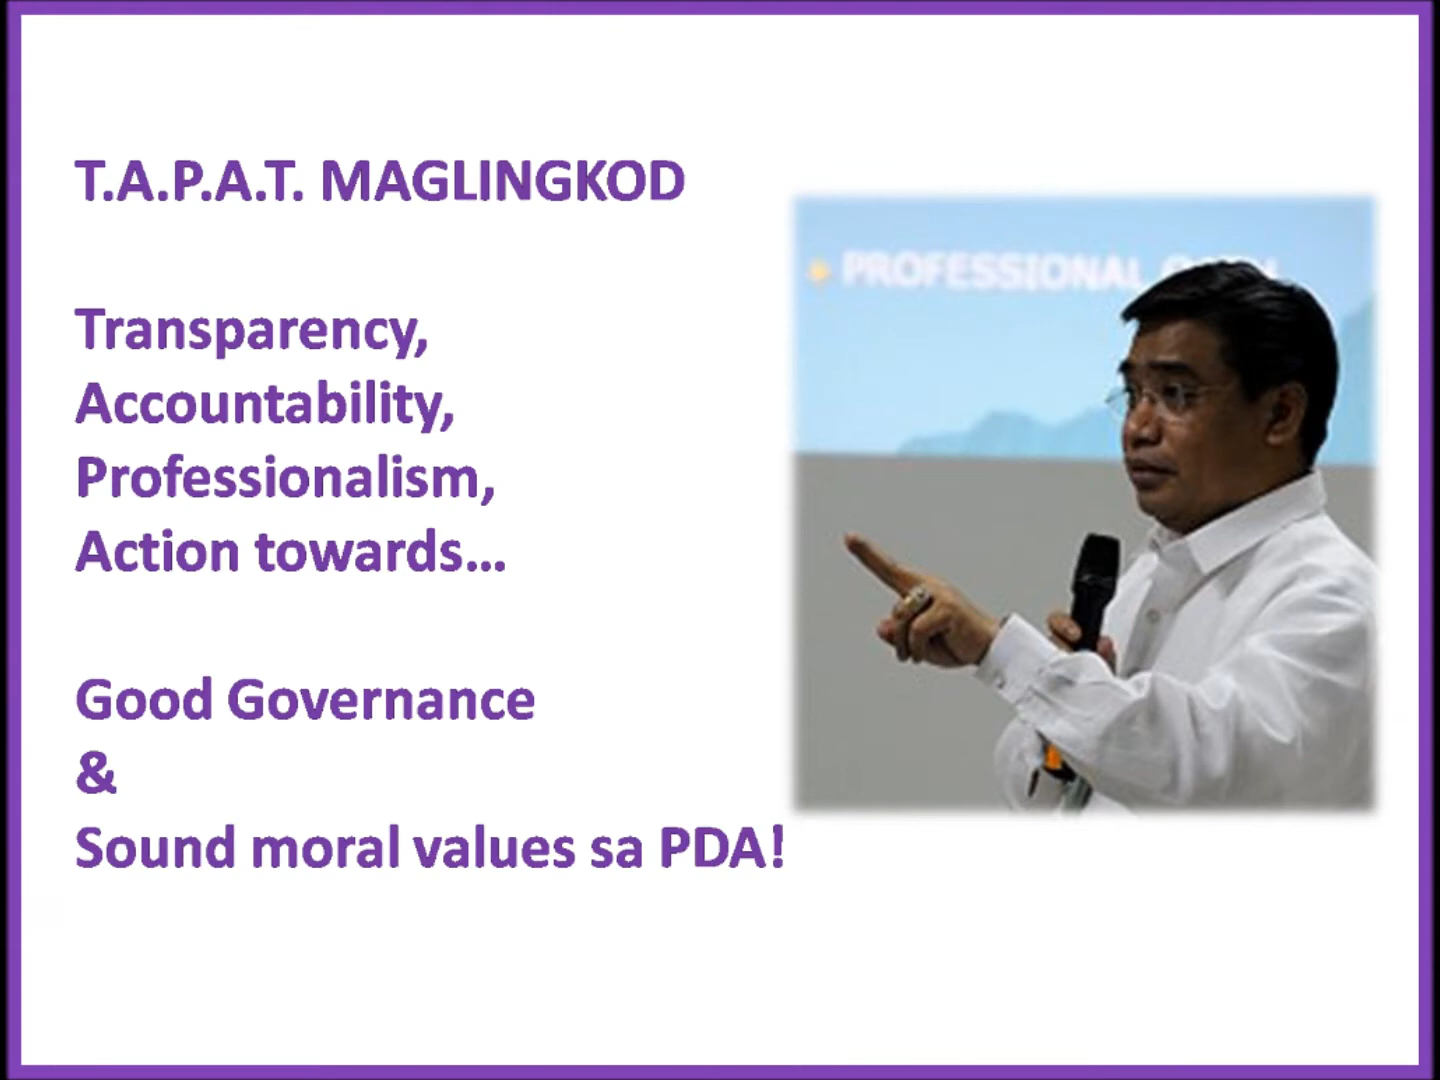 T.A.P.A.T. MAGLINGKOD
Transparency,
Accountability,
Professionalism,
Action towards...
Good Governance
&
Sound moral values sa PDA!
PROFESSIONAL